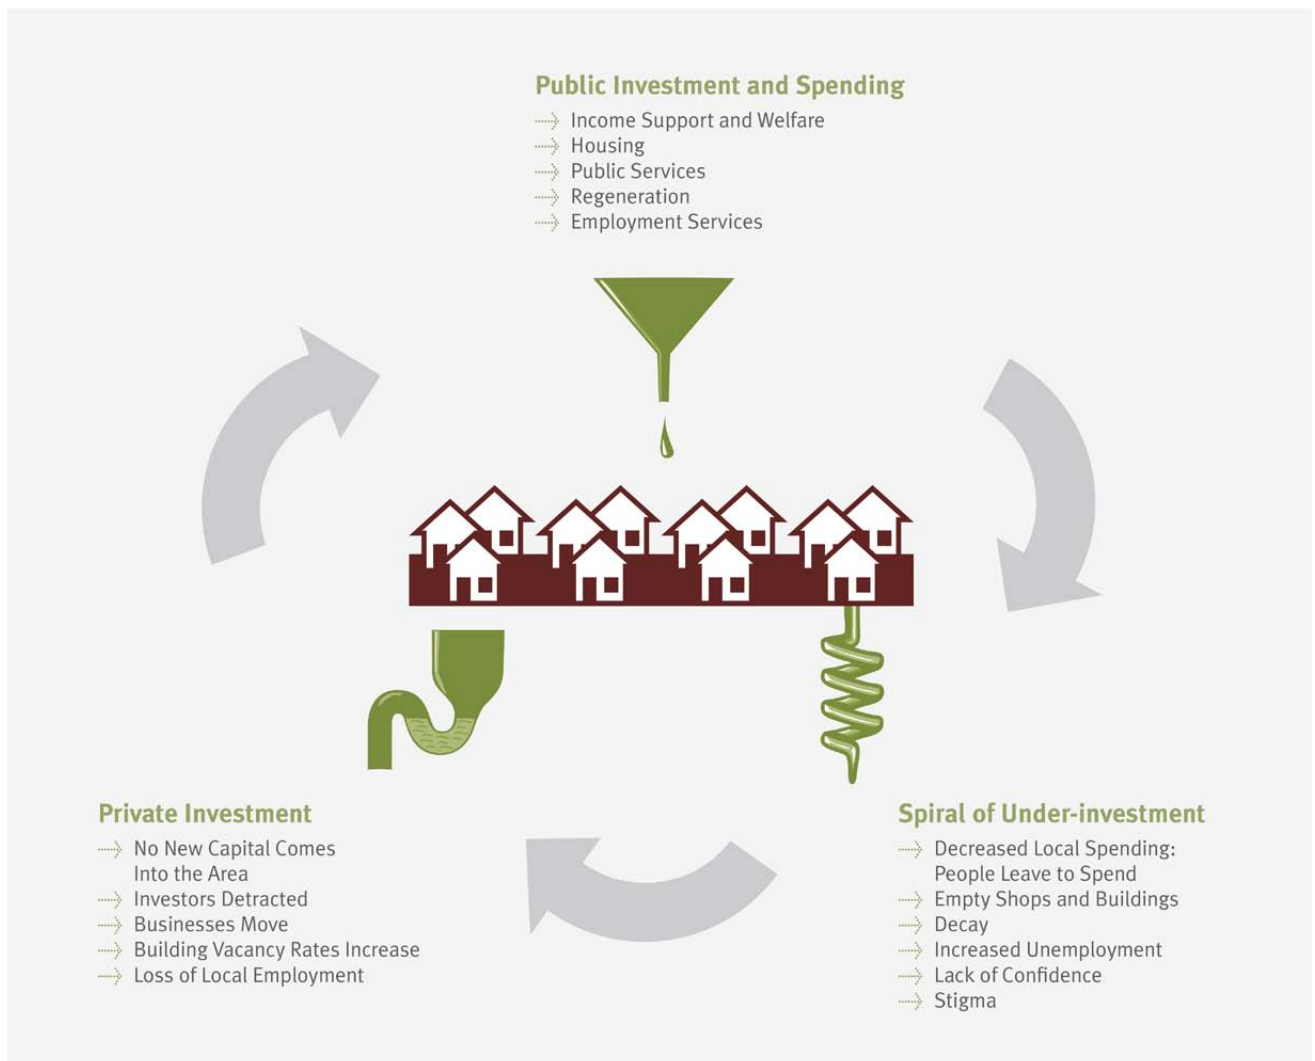 Public Investment and Spending
Income Support and Welfare
Housing
Public Services
Regeneration
Employment Services
Private Investment
No New Capital Comes
Into the Area
Investors Detracted
Businesses Move
Building Vacancy Rates Increase
Loss of Local Employment
Spiral of Under-investment
Decreased Local Spending:
People Leave to Spend
Empty Shops and Buildings
Decay
Increased Unemployment
Lack of Confidence
Stigma